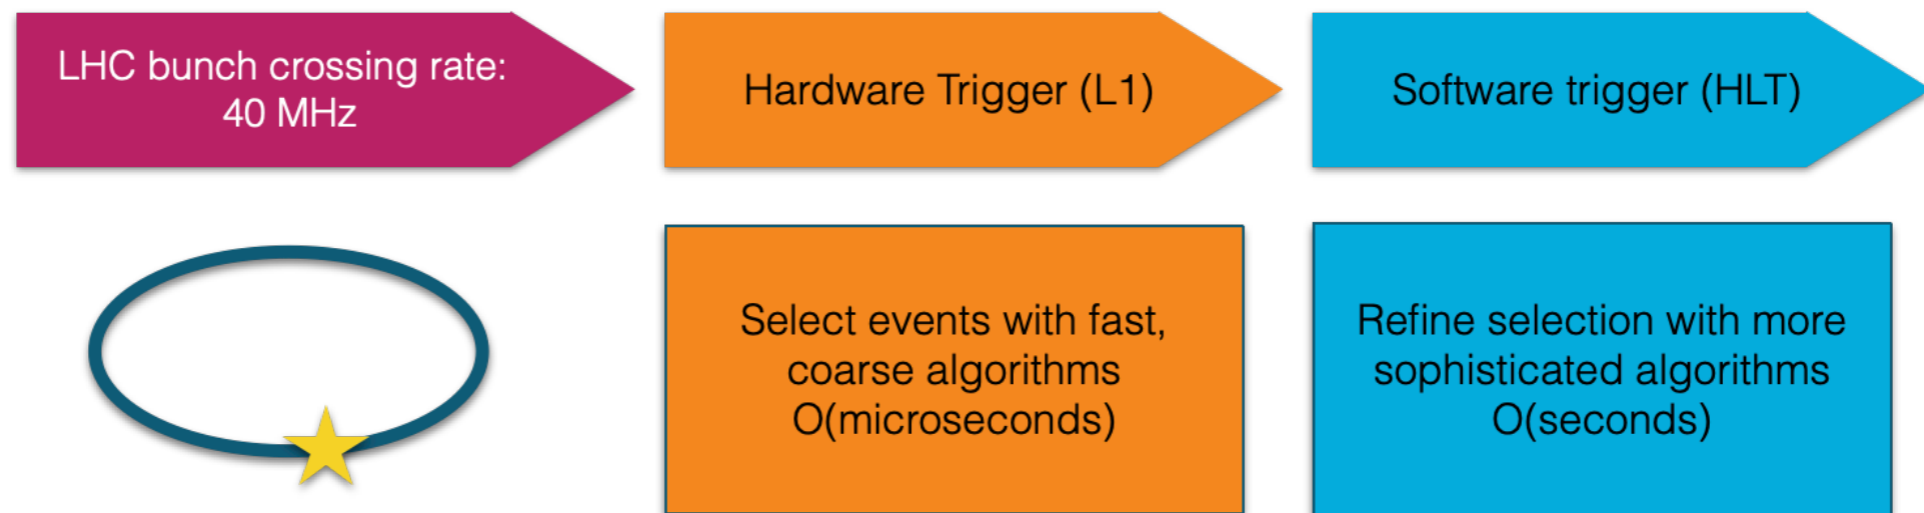 LHC bunch crossing rate:
40 MHz
Hardware Trigger (L1)
Software trigger (HLT)
Select events with fast,
coarse algorithms
O(microseconds)
Refine selection with more
sophisticated algorithms
O(seconds)